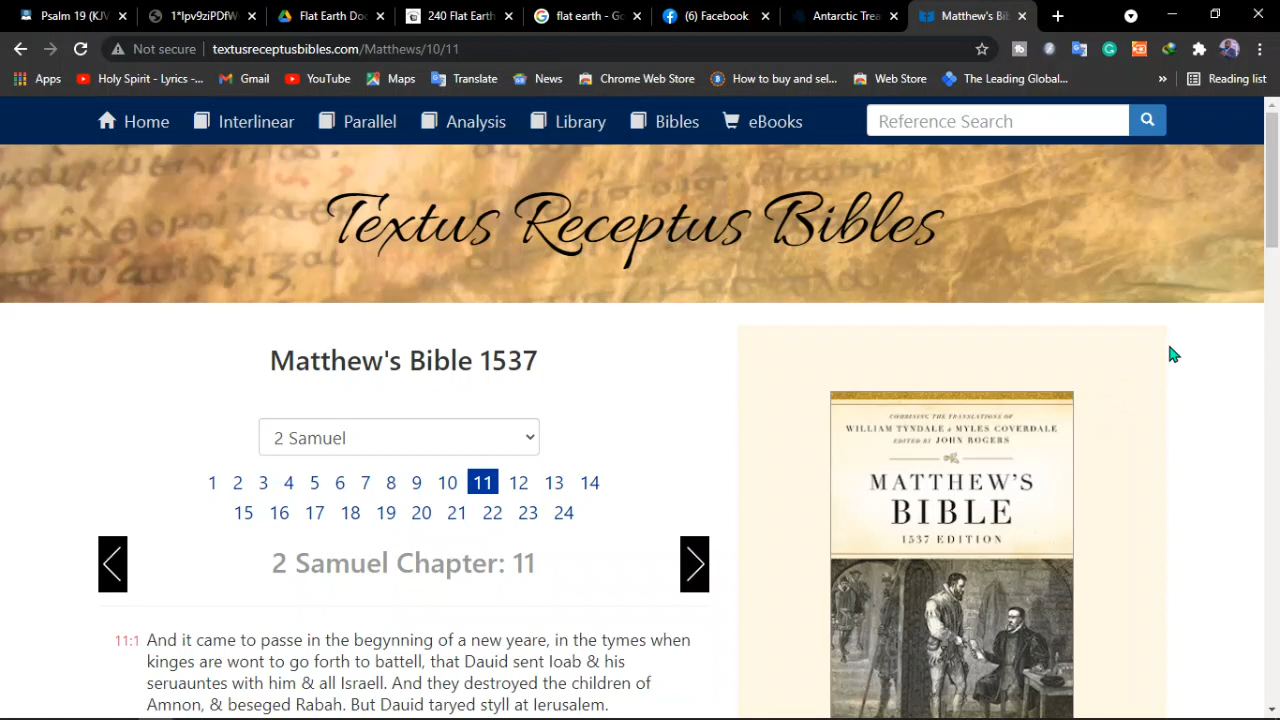 Psalm 19 (KJV
1*Ipv9ziPDfW
Flat Earth Doc
240 Flat Earth
flat earth - Go
(6) Facebook
Antarctic Trea
Matthew's Bib
Not secure
textusreceptusbibles.com/Matthews/10/11
Apps
Holy Spirit - Lyrics -...
Gmail
YouTube
Maps
Translate
News
Chrome Web Store
How to buy and sel...
Web Store
The Leading Global...
»
Reading list
Home
Interlinear
Parallel
Analysis
Library
Bibles
eBooks
Reference Search
Textus Receptus Bibles
Matthew's Bible 1537
2 Samuel
1 2 3 4 5 6 7 8 9 10 11 12 13 14
15 16 17 18 19 20 21 22 23 24
2 Samuel Chapter: 11
11:1 And it came to passe in the begynning of a new yeare, in the tymes when
kinges are wont to go forth to battell, that Dauid sent Ioab & his
seruauntes with him & all Israell. And they destroyed the children of
Amnon, & beseged Rabah. But Dauid taryed styll at Ierusalem.
COMBINING THE TRANSLATIONS OF
WILLIAM TYNDALE & MYLES COVERDALE
EDITED BY JOHN ROGERS
MATTHEW'S
BIBLE
1537 EDITION